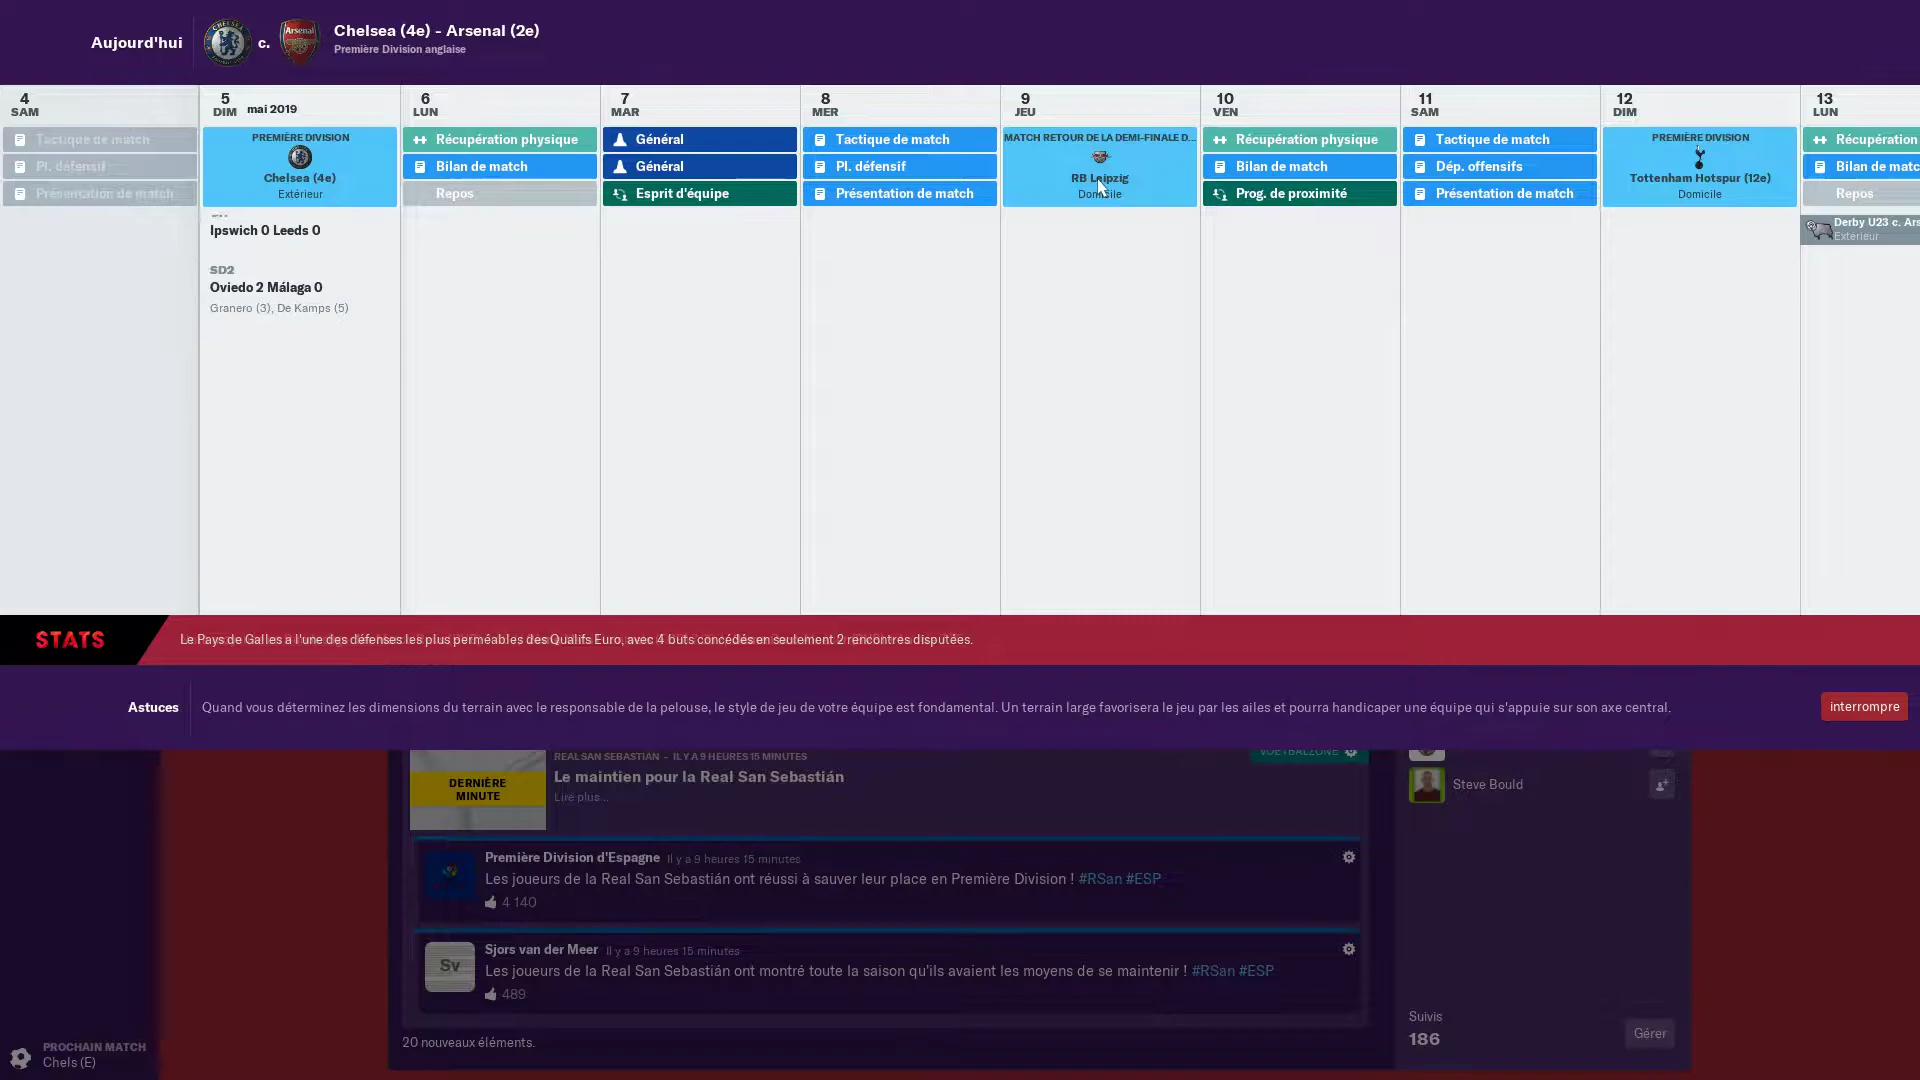 Aujourd'hui
c.
Chelsea (4e) - Arsenal (2e)
Première Division anglaise
4
SAM
5
DIM
mai 2019
6
LUN
7
MAR
8
MER
9
JEU
10
VEN
11
SAM
12
DIM
13
LUN
Tactique de match
Pl. défensif
Présentation de match
PREMIÈRE DIVISION
Chelsea (4e)
Extérieur
Ipswich 0 Leeds 0
SD2
Oviedo 2 Málaga 0
Granero (3), De Kamps (5)
Récupération physique
Bilan de match
Repos
Général
Général
Esprit d'équipe
Tactique de match
Pl. défensif
Présentation de match
MATCH RETOUR DE LA DEMI-FINALE D...
RB Leipzig
Domicile
Récupération physique
Bilan de match
Prog. de proximité
Tactique de match
Dép. offensifs
Présentation de match
PREMIÈRE DIVISION
Tottenham Hotspur (12e)
Domicile
Récupération
Bilan de matc
Repos
Derby U23 c. Ars
Extérieur
STATS
Le Pays de Galles a l'une des défenses les plus perméables des Qualifs Euro, avec 4 buts concédés en seulement 2 rencontres disputées.
Astuces
Quand vous déterminez les dimensions du terrain avec le responsable de la pelouse, le style de jeu de votre équipe est fondamental. Un terrain large favorisera le jeu par les ailes et pourra handicaper une équipe qui s'appuie sur son axe central.
interrompre
DERNIÈRE
MINUTE
REAL SAN SEBASTIÁN - IL Y A 9 HEURES 15 MINUTES
VOETBALZONE
Le maintien pour la Real San Sebastián
Lire plus...
Steve Bould
Première Division d'Espagne Il y a 9 heures 15 minutes
Les joueurs de la Real San Sebastián ont réussi à sauver leur place en Première Division ! #RSan #ESP
4 140
Sv
Sjors van der Meer Il y a 9 heures 15 minutes
Les joueurs de la Real San Sebastián ont montré toute la saison qu'ils avaient les moyens de se maintenir ! #RSan #ESP
489
20 nouveaux éléments.
Suivis
186
Gérer
PROCHAIN MATCH
Chels (E)